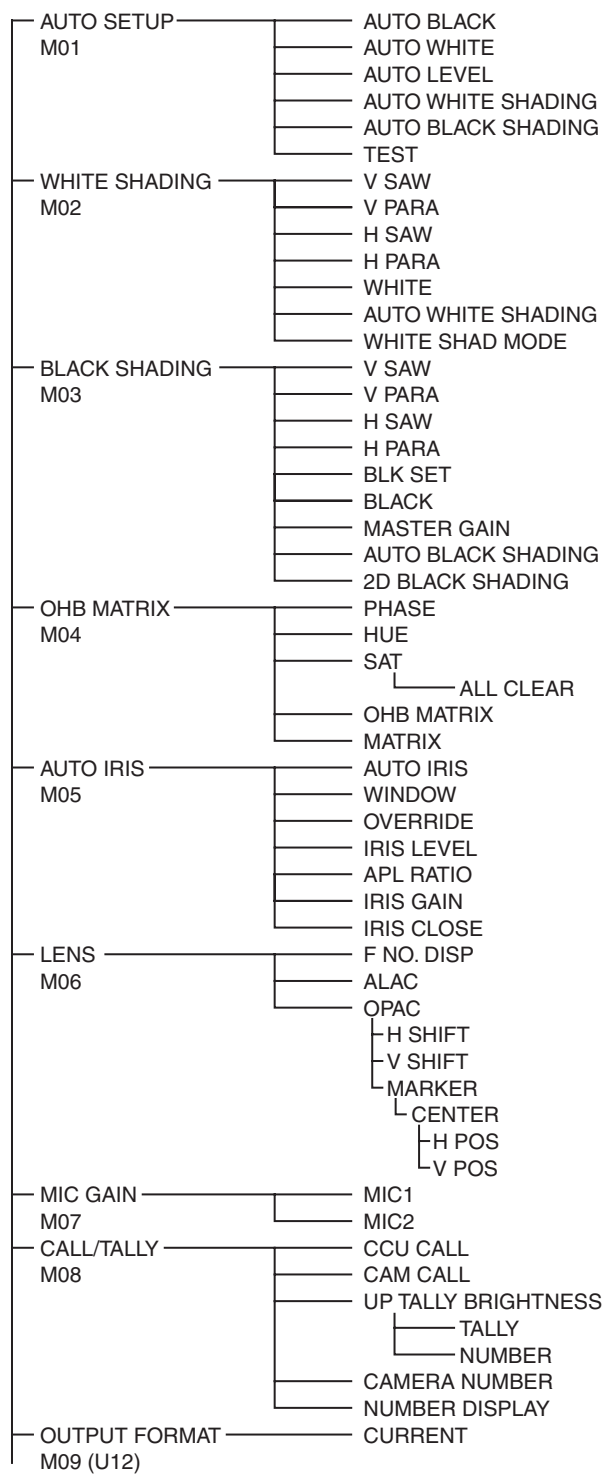 AUTO SETUP AUTO BLACK
M01 AUTO WHITE
AUTO LEVEL
AUTO WHITE SHADING
AUTO BLACK SHADING
TEST
WHITE SHADING V SAW
M02 V PARA
H SAW
H PARA
WHITE
AUTO WHITE SHADING
WHITE SHAD MODE
BLACK SHADING V SAW
M03 V PARA
H SAW
H PARA
BLK SET
BLACK
MASTER GAIN
AUTO BLACK SHADING
2D BLACK SHADING
OHB MATRIX PHASE
M04 HUE
SAT
ALL CLEAR
OHB MATRIX
MATRIX
AUTO IRIS AUTO IRIS
M05 WINDOW
OVERRIDE
IRIS LEVEL
APL RATIO
IRIS GAIN
IRIS CLOSE
LENS F NO. DISP
M06 ALAC
OPAC
H SHIFT
V SHIFT
MARKER
CENTER
H POS
V POS
MIC GAIN MIC1
M07 MIC2
CALL/TALLY CCU CALL
M08 CAM CALL
UP TALLY BRIGHTNESS
TALLY
NUMBER
CAMERA NUMBER
NUMBER DISPLAY
OUTPUT FORMAT CURRENT
M09 (U12)